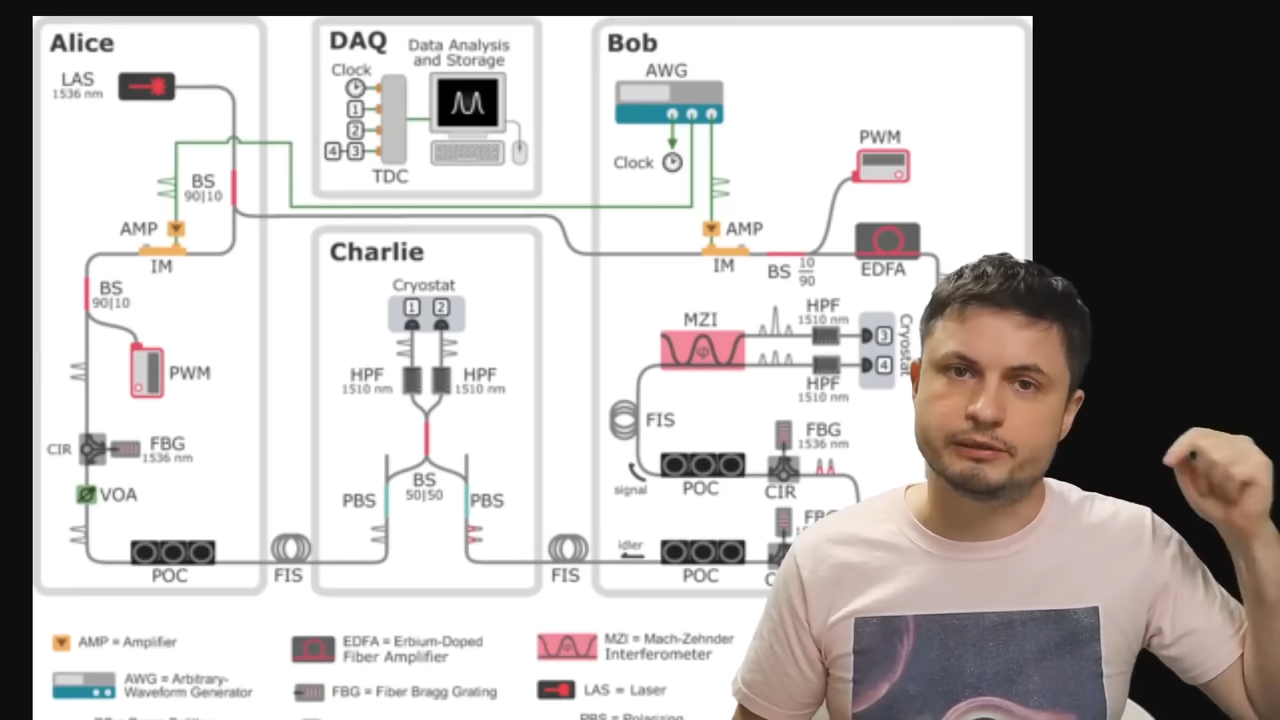 Alice
LAS
1536 nm
BS
90|10
AMP
IM
BS
90|10
PWM
CIR
FBG
1536 nm
VOA
POC
FIS
DAQ
Data Analysis
and Storage
Clock
1
2
4 3
TDC
Charlie
Cryostat
1 2
HPF
1510 nm
HPF
1510 nm
BS
50|50
PBS
PBS
FIS
Bob
AWG
Clock
PWM
AMP
IM
BS 10
90
EDFA
MZI
φ
HPF
1510 nm
3
4
Cryostat
HPF
1510 nm
FIS
FBG
1536 nm
signal
POC
CIR
idler
POC
AMP = Amplifier
AWG = Arbitrary-
Waveform Generator
EDFA = Erbium-Doped
Fiber Amplifier
FBG = Fiber Bragg Grating
MZI = Mach-Zehnder
Interferometer
LAS = Laser
PBS = Polarizing